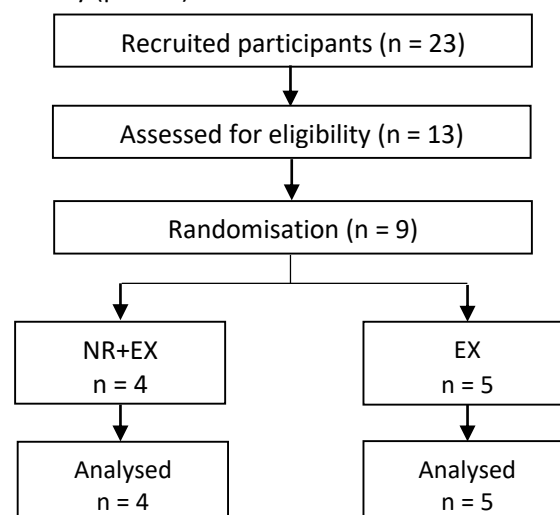 Recruited participants (n = 23)
Assessed for eligibility (n = 13)
Randomisation (n = 9)
NR+EX
n = 4
EX
n = 5
Analysed
n = 4
Analysed
n = 5